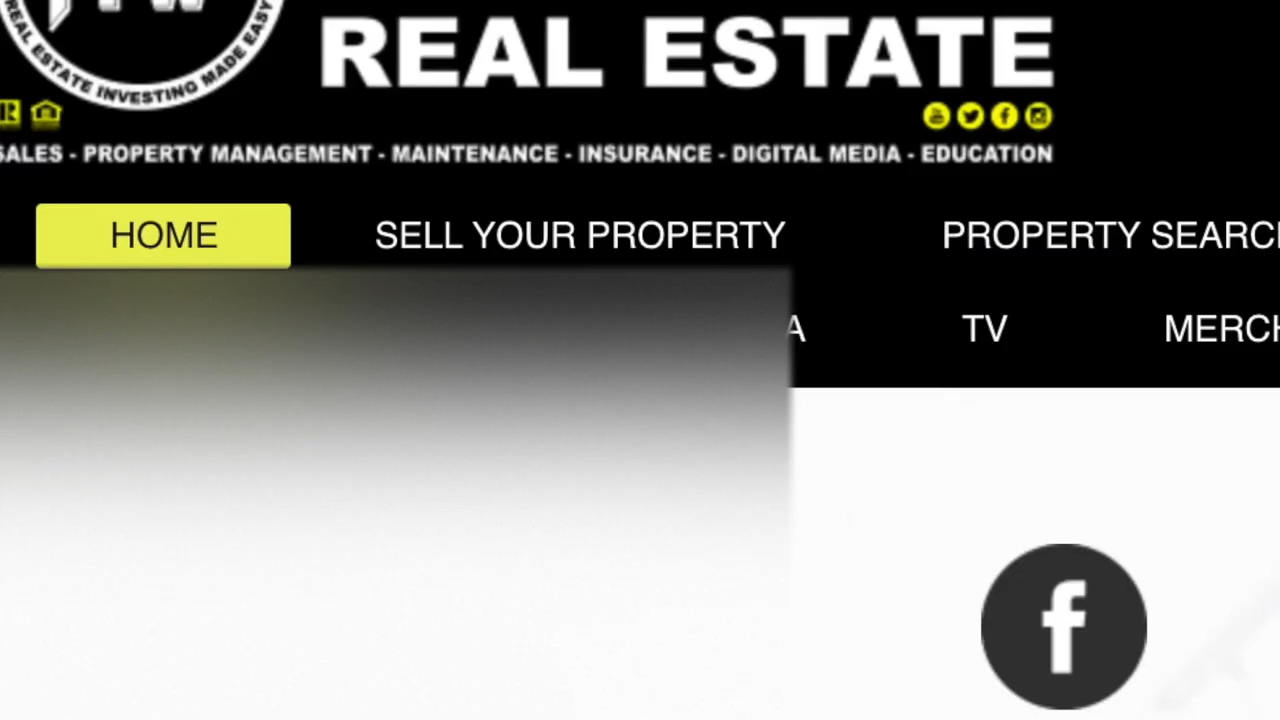 REAL ESTATE
REAL ESTATE INVESTING MADE EASY
SALES - PROPERTY MANAGEMENT - MAINTENANCE - INSURANCE - DIGITAL MEDIA - EDUCATION
HOME SELL YOUR PROPERTY PROPERTY SEARC
A TV MERCH